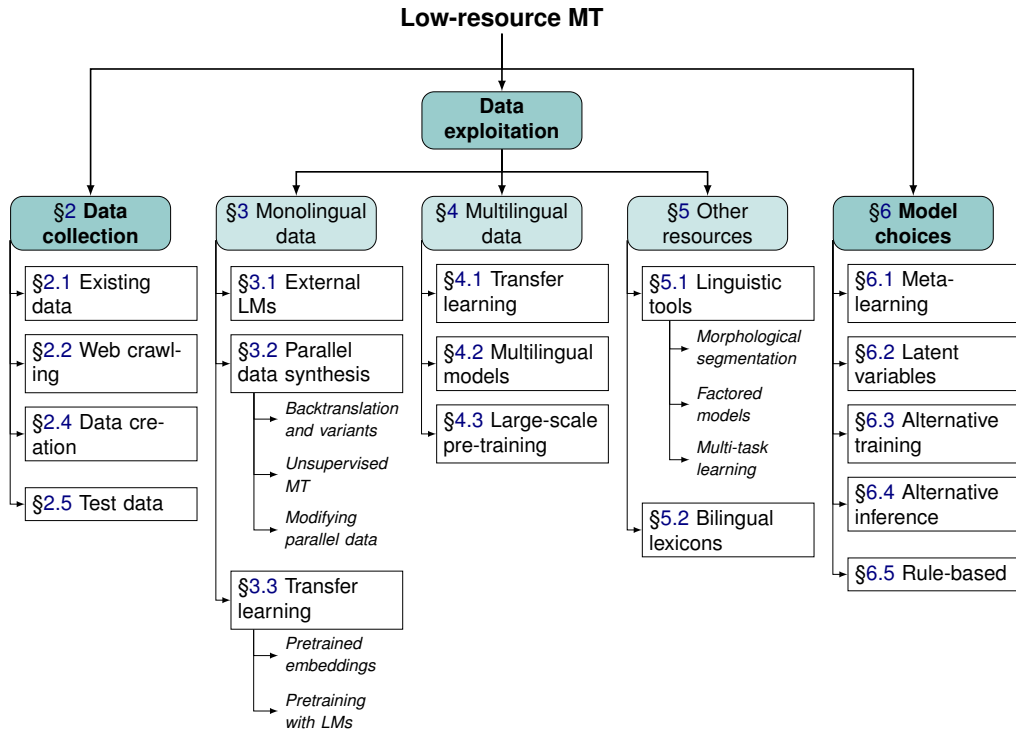 Low-resource MT
Data
exploitation
§2 Data
collection
§2.1 Existing
data
§2.2 Web crawl-
ing
§2.4 Data cre-
ation
§2.5 Test data
§3 Monolingual
data
§3.1 External
LMs
§3.2 Parallel
data synthesis
Backtranslation
and variants
Unsupervised
MT
Modifying
parallel data
§3.3 Transfer
learning
Pretrained
embeddings
Pretraining
with LMs
§4 Multilingual
data
§4.1 Transfer
learning
§4.2 Multilingual
models
§4.3 Large-scale
pre-training
§5 Other
resources
§5.1 Linguistic
tools
Morphological
segmentation
Factored
models
Multi-task
learning
§5.2 Bilingual
lexicons
§6 Model
choices
§6.1 Meta-
learning
§6.2 Latent
variables
§6.3 Alternative
training
§6.4 Alternative
inference
§6.5 Rule-based